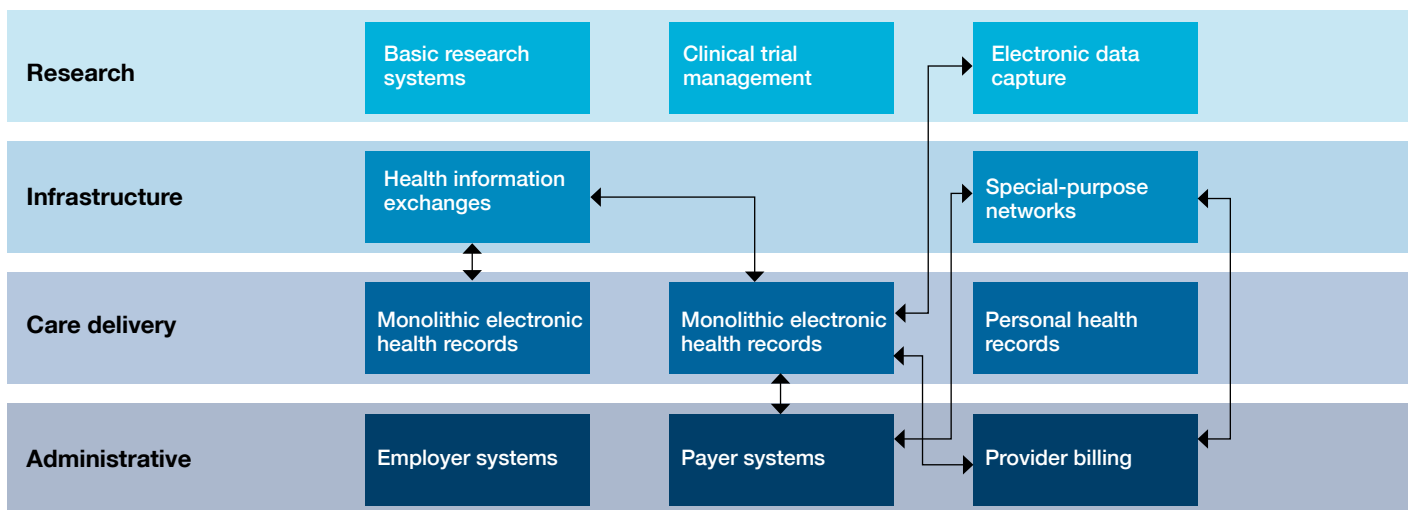 Research
Basic research
systems
Clinical trial
management
Electronic data
capture
Infrastructure
Health information
exchanges
Special-purpose
networks
Care delivery
Monolithic electronic
health records
Monolithic electronic
health records
Personal health
records
Administrative
Employer systems
Payer systems
Provider billing